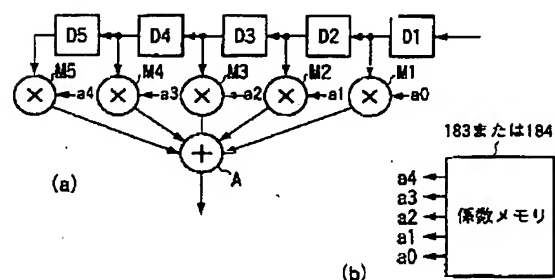 D5 D4 D3 D2 D1
M5 M4 M3 M2 M1
× a4 × a3 × a2 × a1 × a0
+ A
(a)
183または184
a4
a3
a2
a1
a0
係数メモリ
(b)